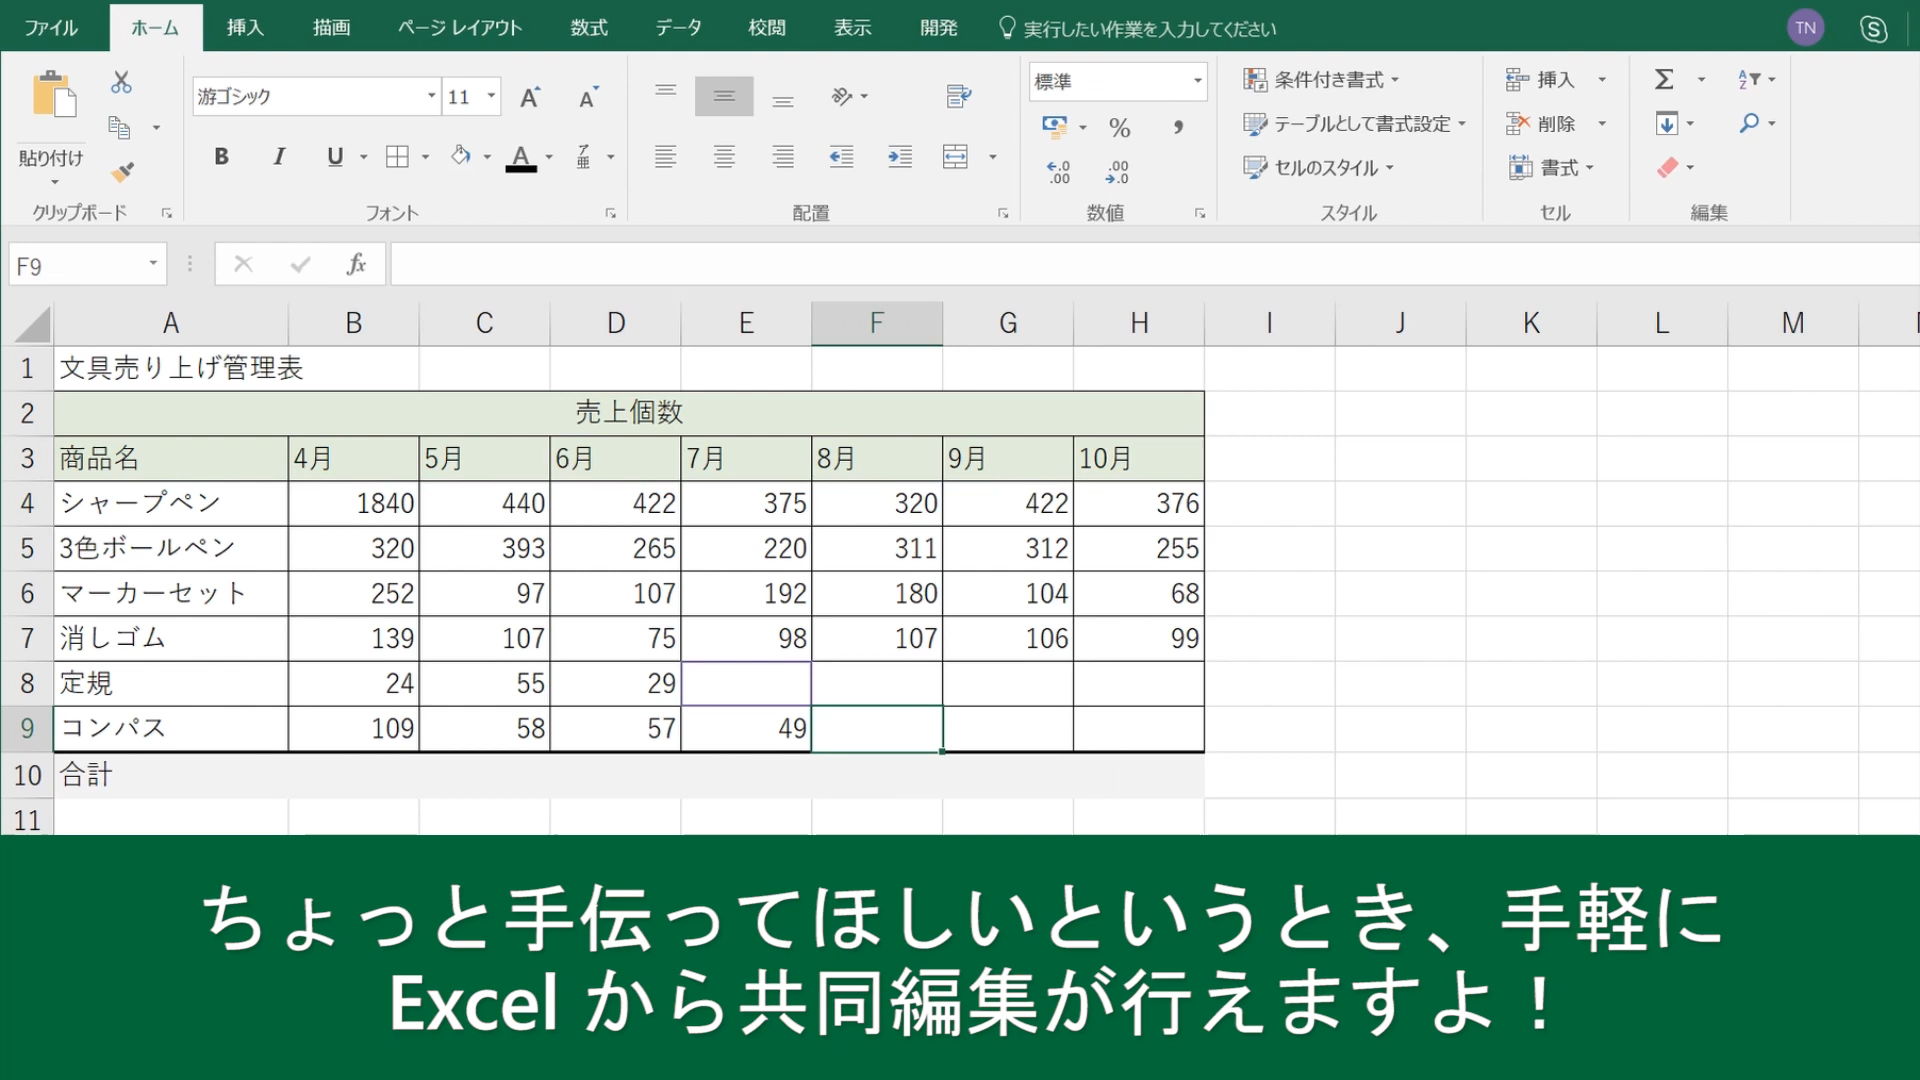 ファイル ホーム 挿入 描画 ページ レイアウト 数式 データ 校閲 表示 開発 実行したい作業を入力してください TN
貼り付け
クリップボード
游ゴシック 11 A A
B I U A ア亜
フォント
配置
標準
% ,
←.0 .00 .00 →.0
数値
条件付き書式
テーブルとして書式設定
セルのスタイル
スタイル
挿入
削除
書式
セル
Σ AZ
編集
F9 fx
A B C D E F G H I J K L M
1 文具売り上げ管理表
2 売上個数
3 商品名 4月 5月 6月 7月 8月 9月 10月
4 シャープペン 1840 440 422 375 320 422 376
5 3色ボールペン 320 393 265 220 311 312 255
6 マーカーセット 252 97 107 192 180 104 68
7 消しゴム 139 107 75 98 107 106 99
8 定規 24 55 29
9 コンパス 109 58 57 49
10 合計
11
ちょっと手伝ってほしいというとき、手軽に
Excel から共同編集が行えますよ！